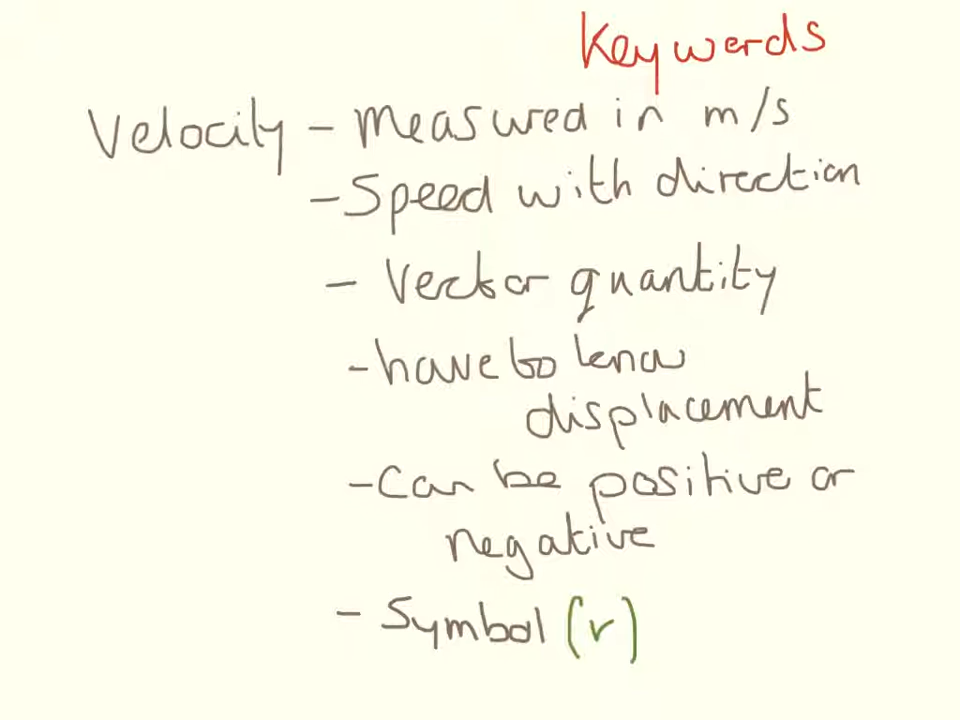 Keywords
Velocity - Measured in m/s
- Speed with direction
- Vector quantity
- have to know
displacement
- Can be positive or
negative
- Symbol (v)